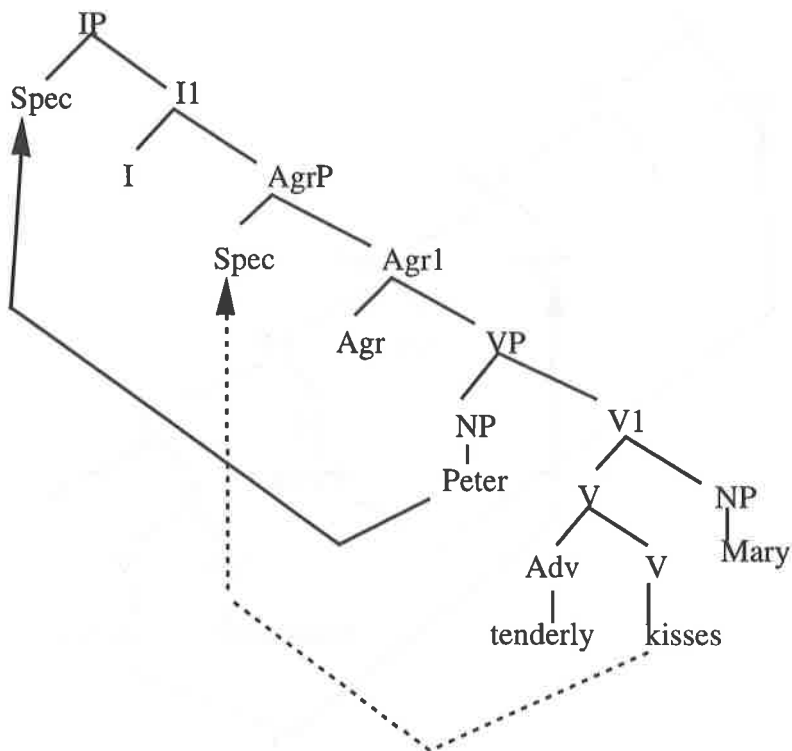 IP
Spec I1
I AgrP
Spec Agr1
Agr VP
NP V1
Peter V NP
Adv V Mary
tenderly kisses